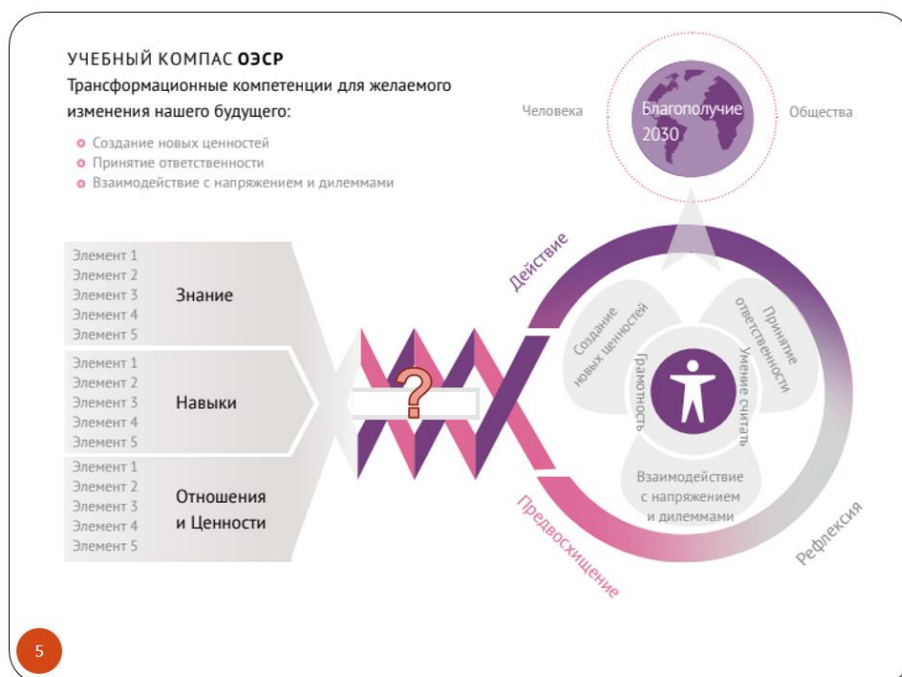 УЧЕБНЫЙ КОМПАС ОЭСР
Трансформационные компетенции для желаемого
изменения нашего будущего:
Создание новых ценностей
Принятие ответственности
Взаимодействие с напряжением и дилеммами
Человека
Благополучие
2030
Общества
Элемент 1
Элемент 2
Элемент 3
Элемент 4
Элемент 5
Знание
Элемент 1
Элемент 2
Элемент 3
Элемент 4
Элемент 5
Навыки
Элемент 1
Элемент 2
Элемент 3
Элемент 4
Элемент 5
Отношения
и Ценности
?
Действие
Создание
новых ценностей
Принятие
ответственности
Грамотность
Умение считать
Взаимодействие
с напряжением
и дилеммами
Предвосхищение
Рефлексия
5